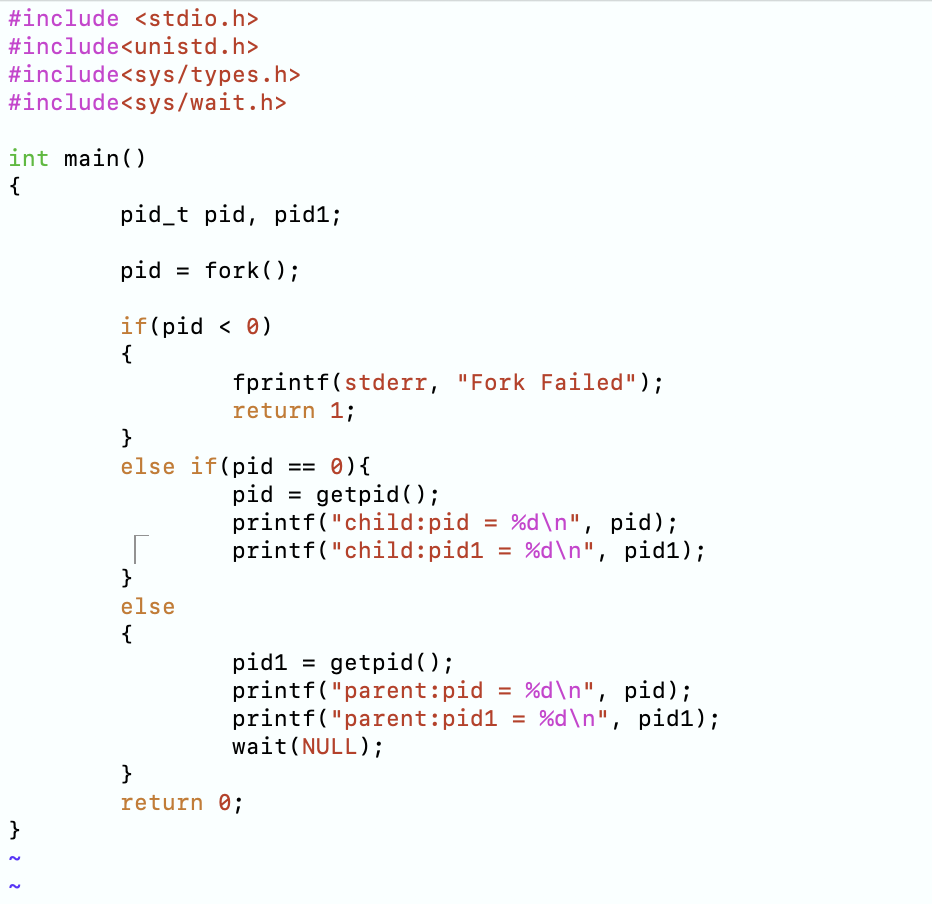 #include <stdio.h>
#include<unistd.h>
#include<sys/types.h>
#include<sys/wait.h>

int main()
{
        pid_t pid, pid1;

        pid = fork();

        if(pid < 0)
        {
                fprintf(stderr, "Fork Failed");
                return 1;
        }
        else if(pid == 0){
                pid = getpid();
                printf("child:pid = %d\n", pid);
                printf("child:pid1 = %d\n", pid1);
        }
        else
        {
                pid1 = getpid();
                printf("parent:pid = %d\n", pid);
                printf("parent:pid1 = %d\n", pid1);
                wait(NULL);
        }
        return 0;
}
~
~